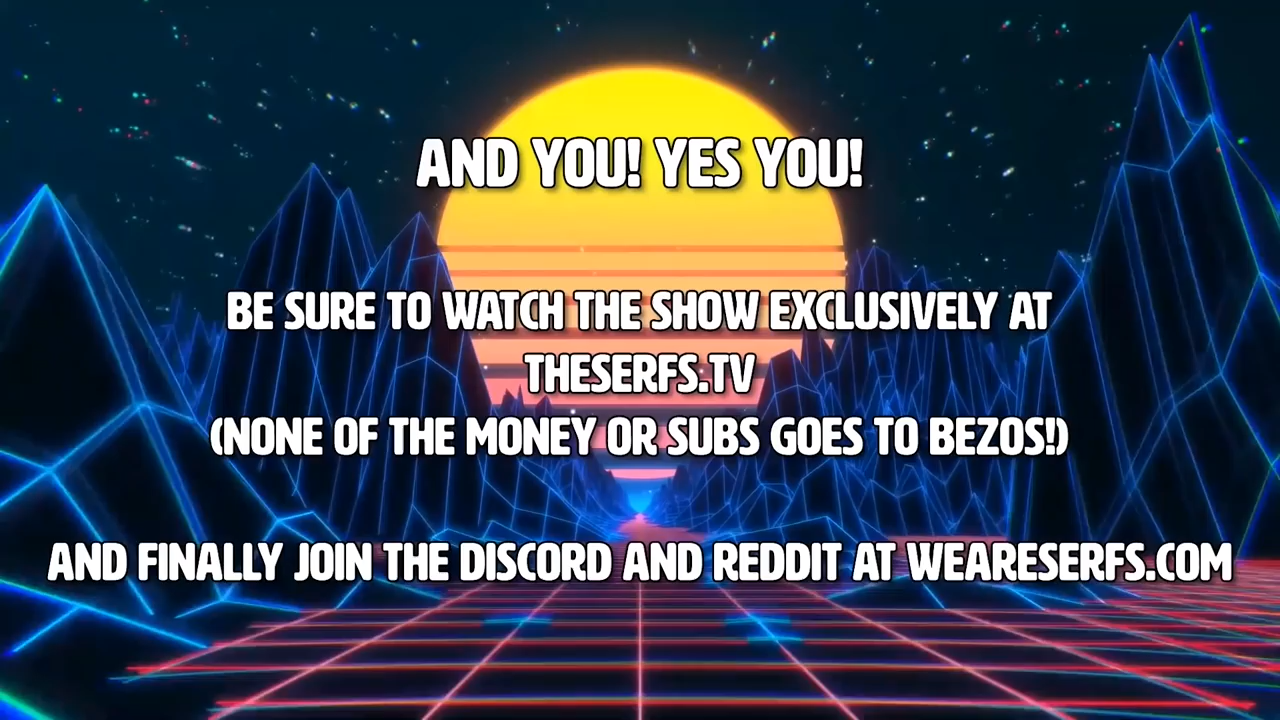 AND YOU! YES YOU!
BE SURE TO WATCH THE SHOW EXCLUSIVELY AT
THESERFS.TV
(NONE OF THE MONEY OR SUBS GOES TO BEZOS!)
AND FINALLY JOIN THE DISCORD AND REDDIT AT WEARESERFS.COM